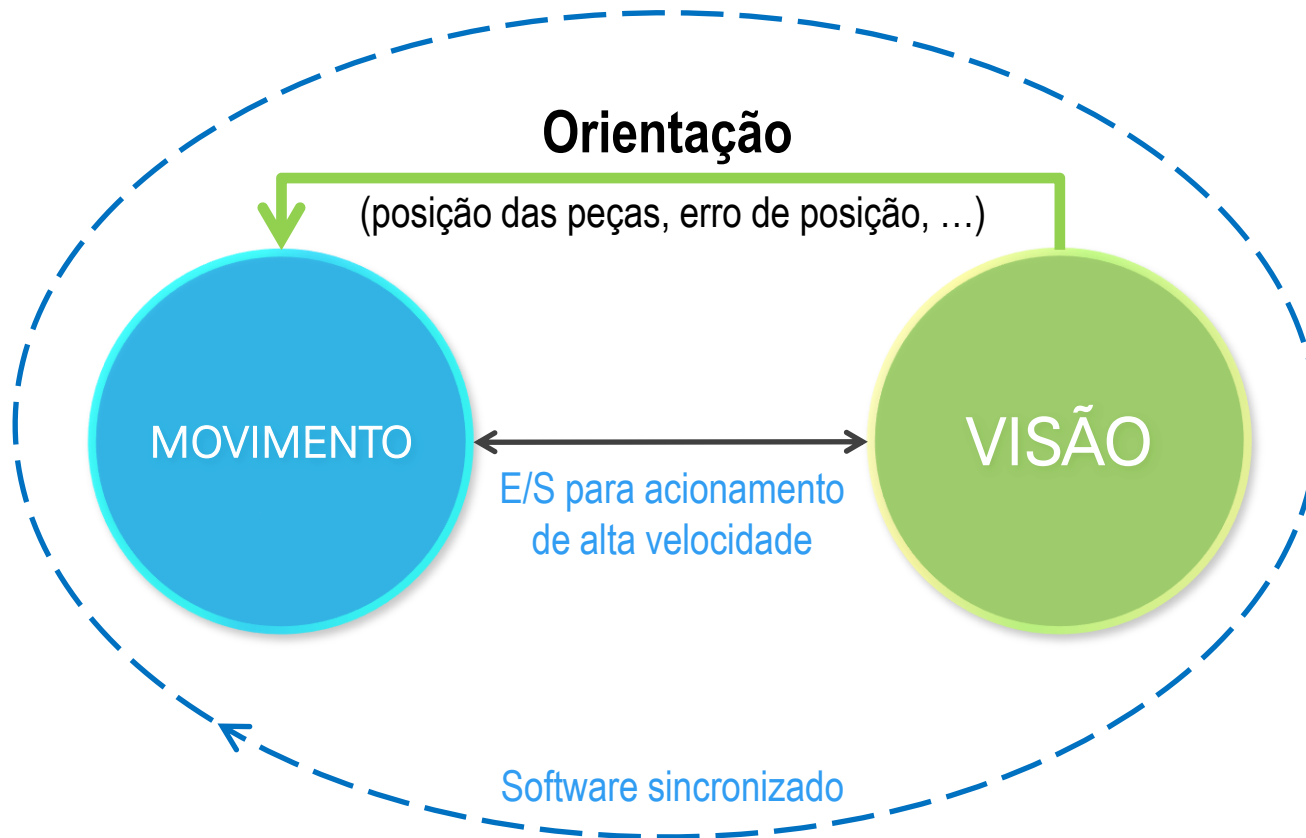 Orientação
(posição das peças, erro de posição, …)
MOVIMENTO
VISÃO
E/S para acionamento
de alta velocidade
Software sincronizado